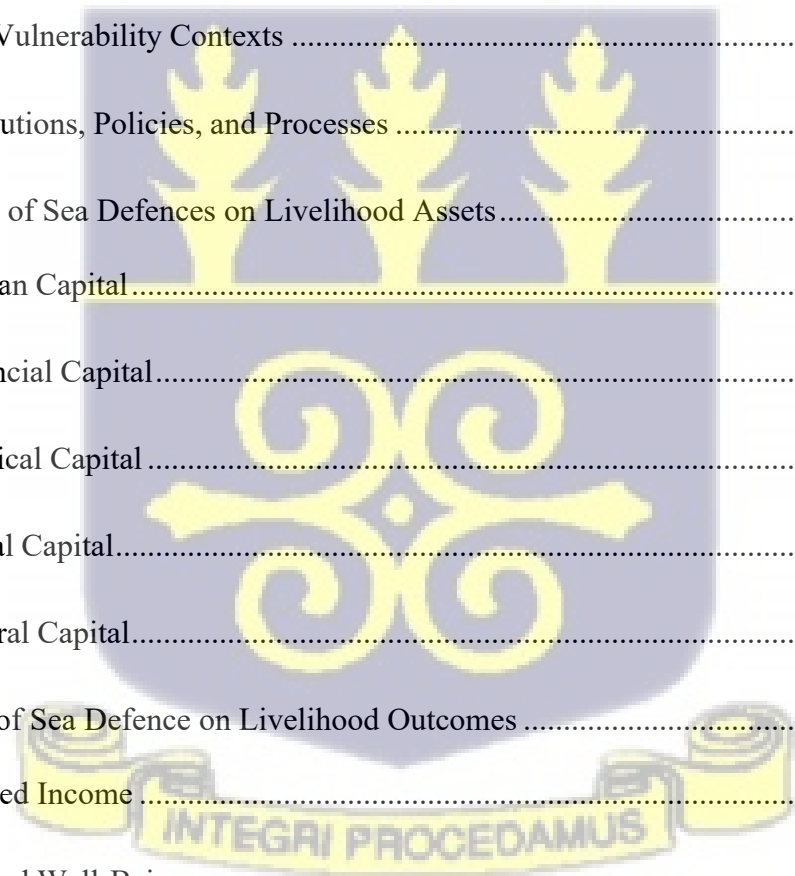 Vulnerability Contexts ..........................................................
utions, Policies, and Processes .............................................
of Sea Defences on Livelihood Assets..................................
an Capital..............................................................................
ncial Capital...........................................................................
ical Capital ............................................................................
al Capital................................................................................
ral Capital..............................................................................
of Sea Defence on Livelihood Outcomes ...............................
ed Income ..............................................................................
INTEGRI PROCEDAMUS